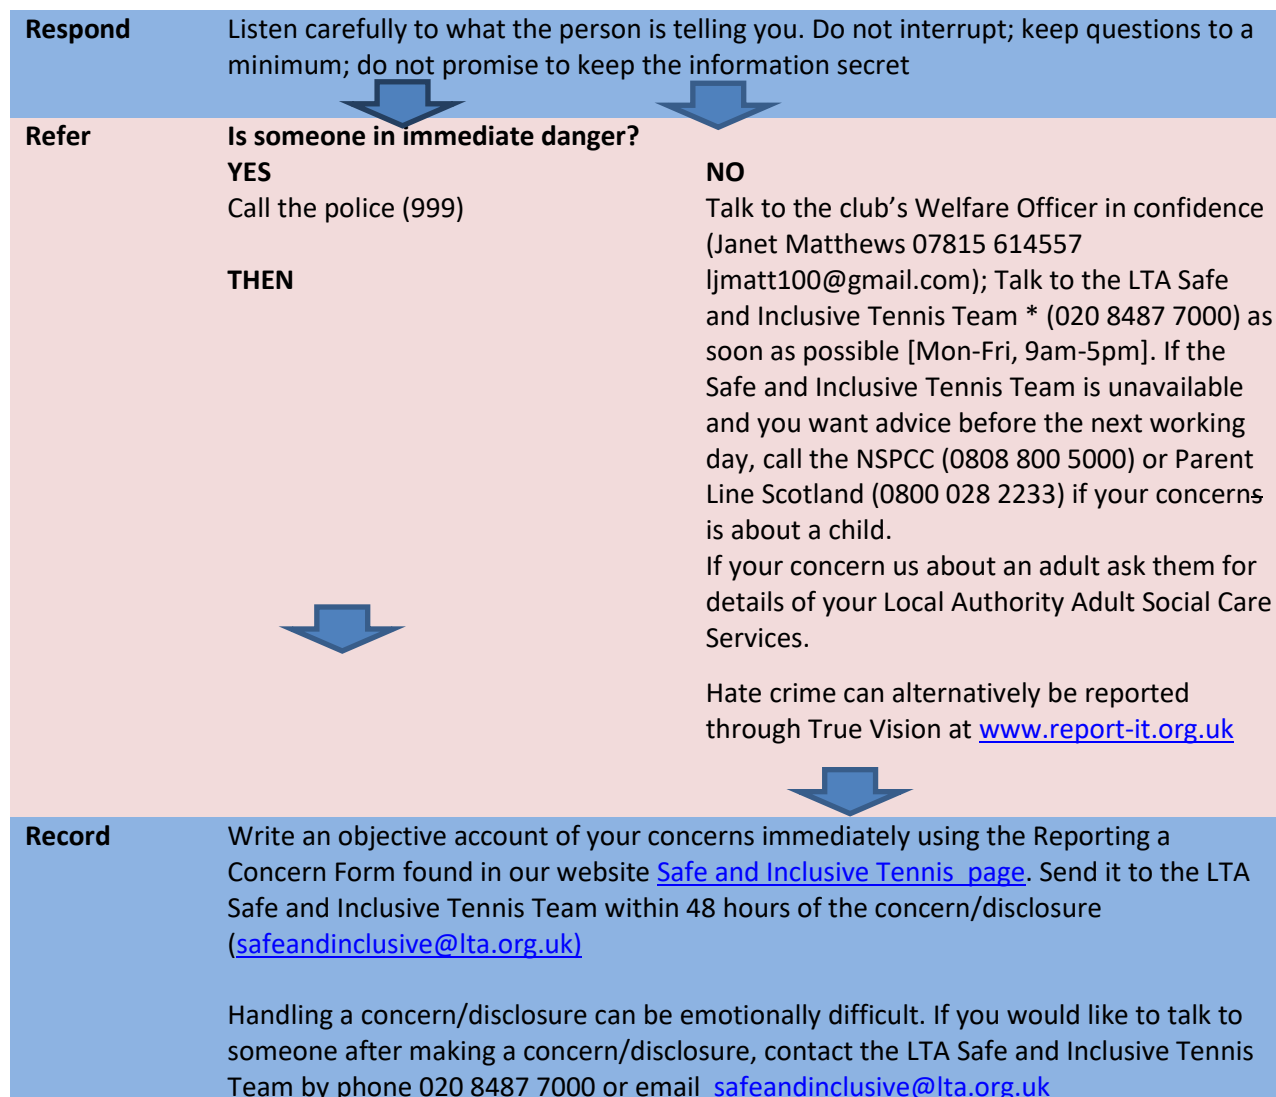 Respond
Listen carefully to what the person is telling you. Do not interrupt; keep questions to a
minimum; do not promise to keep the information secret
Refer
Is someone in immediate danger?
YES
Call the police (999)
THEN
NO
Talk to the club’s Welfare Officer in confidence
(Janet Matthews 07815 614557
ljmatt100@gmail.com); Talk to the LTA Safe
and Inclusive Tennis Team * (020 8487 7000) as
soon as possible [Mon-Fri, 9am-5pm]. If the
Safe and Inclusive Tennis Team is unavailable
and you want advice before the next working
day, call the NSPCC (0808 800 5000) or Parent
Line Scotland (0800 028 2233) if your concerns
is about a child.
If your concern us about an adult ask them for
details of your Local Authority Adult Social Care
Services.
Hate crime can alternatively be reported
through True Vision at www.report-it.org.uk
Record
Write an objective account of your concerns immediately using the Reporting a
Concern Form found in our website Safe and Inclusive Tennis  page. Send it to the LTA
Safe and Inclusive Tennis Team within 48 hours of the concern/disclosure
(safeandinclusive@lta.org.uk)
Handling a concern/disclosure can be emotionally difficult. If you would like to talk to
someone after making a concern/disclosure, contact the LTA Safe and Inclusive Tennis
Team by phone 020 8487 7000 or email  safeandinclusive@lta.org.uk